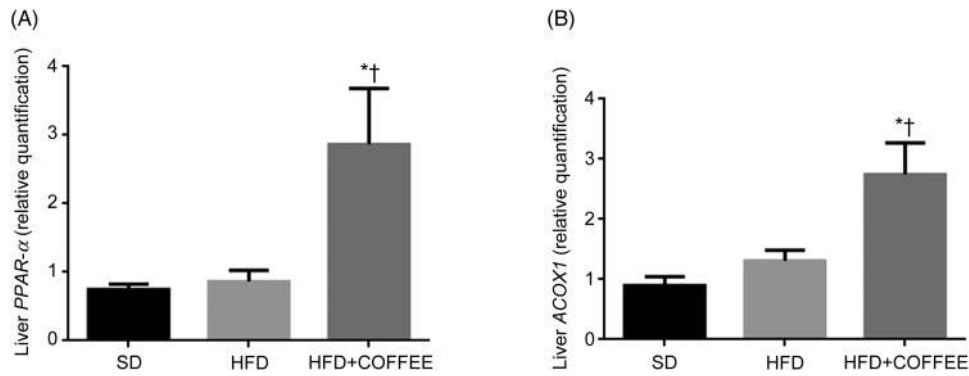 (A)
Liver PPAR-α (relative quantification)
4
3
2
1
0
*†
SD
HFD
HFD+COFFEE
(B)
Liver ACOX1 (relative quantification)
4
3
2
1
0
*†
SD
HFD
HFD+COFFEE